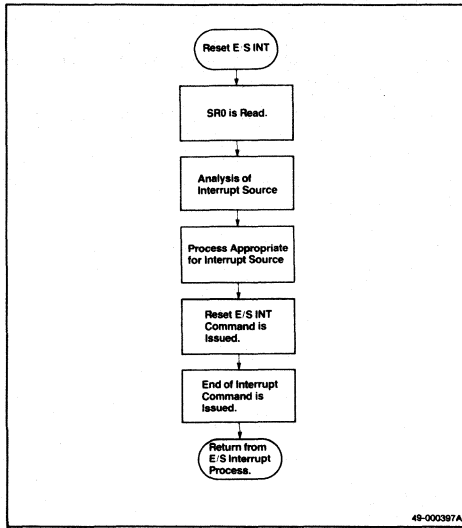 Reset E/S INT
SR0 is Read.
Analysis of
Interrupt Source
Process Appropriate
for Interrupt Source
Reset E/S INT
Command is
Issued.
End of Interrupt
Command is
Issued.
Return from
E/S Interrupt
Process.
49-000397A